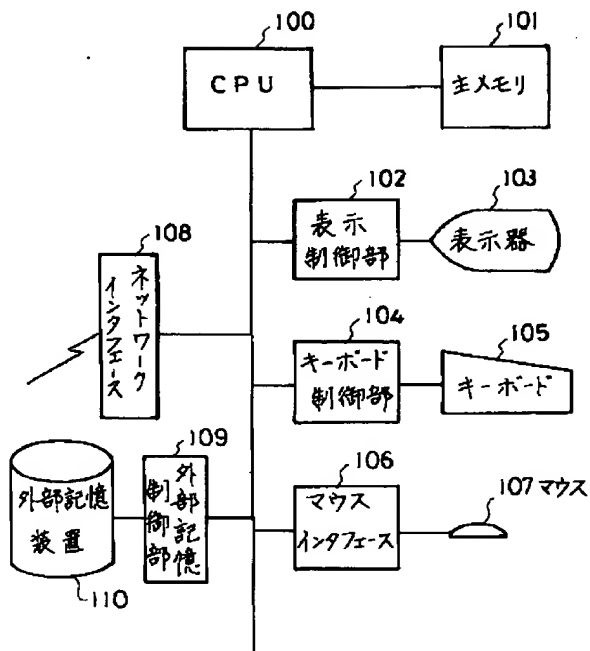 100
CPU
101
主メモリ
102
表示
制御部
103
表示器
108
ネットワーク
インタフェース
104
キーボード
制御部
105
キーボード
109
外部記憶
制御部
外部記憶
装置
110
106
マウス
インタフェース
107マウス